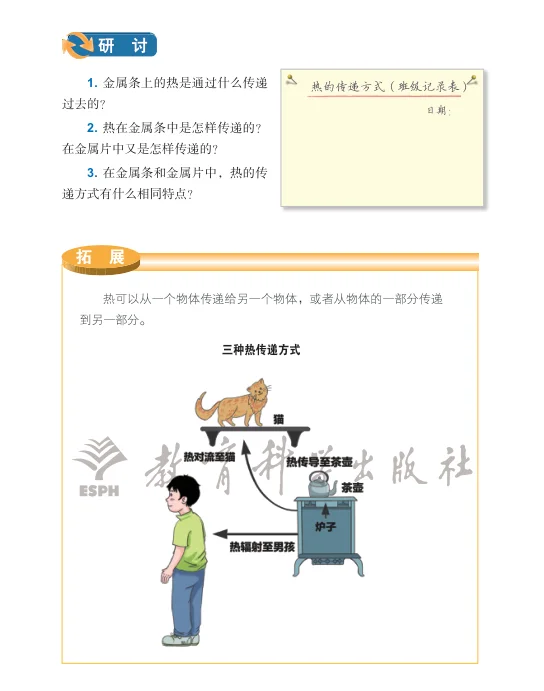 研 讨
1. 金属条上的热是通过什么传递
过去的?
2. 热在金属条中是怎样传递的?
在金属片中又是怎样传递的?
3. 在金属条和金属片中，热的传
递方式有什么相同特点?
热的传递方式（班级记录表）
日期:
拓 展
热可以从一个物体传递给另一个物体，或者从物体的一部分传递
到另一部分。
三种热传递方式
猫
热对流至猫
热传导至茶壶
茶壶
炉子
热辐射至男孩
ESPH
教育科学出版社